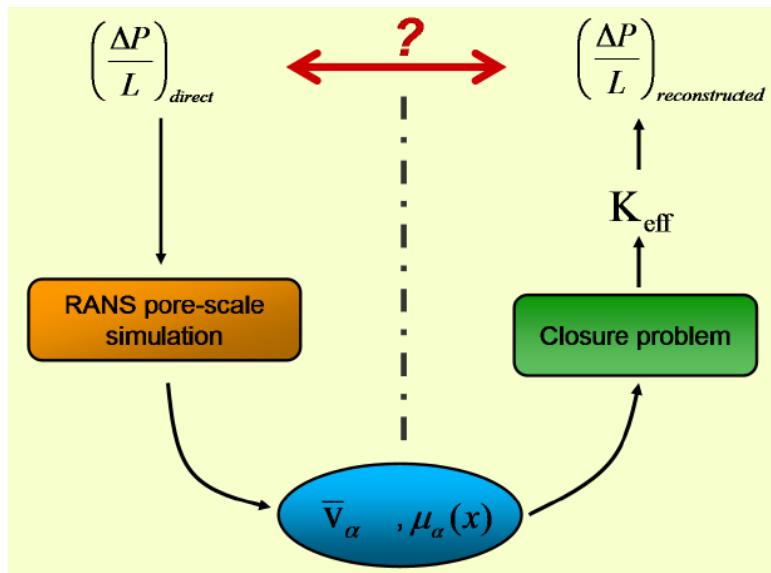 ?
(ΔP/L)direct
(ΔP/L)reconstructed
Keff
RANS pore-scale
simulation
Closure problem
v̅α , μα(x)